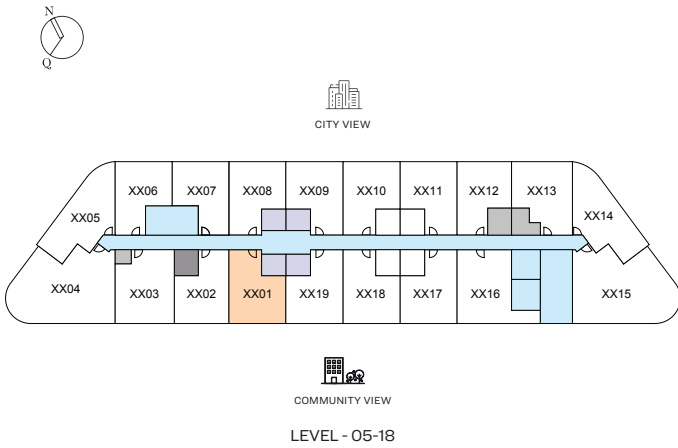 N
Q
CITY VIEW
XX06 XX07 XX08 XX09 XX10 XX11 XX12 XX13
XX05 XX14
XX04 XX03 XX02 XX01 XX19 XX18 XX17 XX16 XX15
COMMUNITY VIEW
LEVEL - 05-18